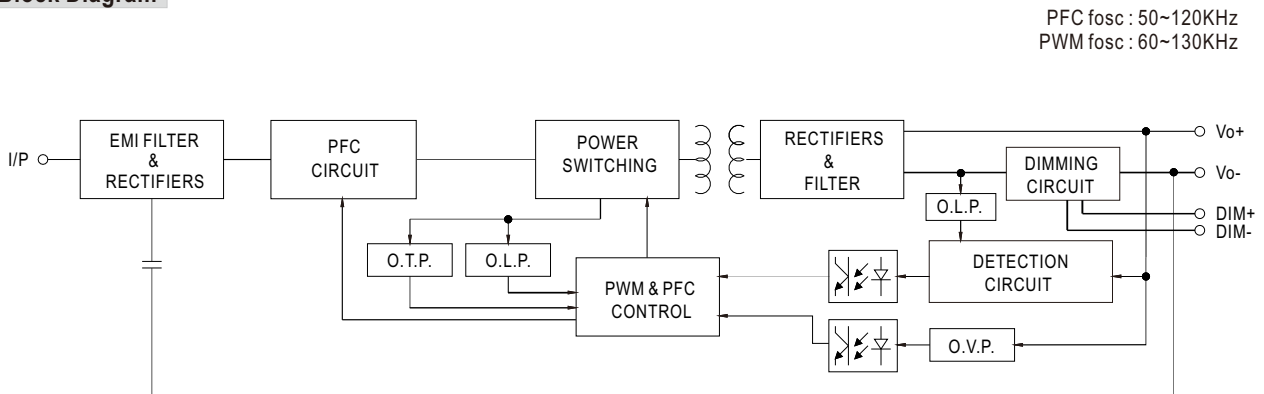 Block Diagram
PFC fosc : 50~120KHz
PWM fosc : 60~130KHz
I/P
EMI FILTER
&
RECTIFIERS
PFC
CIRCUIT
POWER
SWITCHING
RECTIFIERS
&
FILTER
DIMMING
CIRCUIT
Vo+
Vo-
DIM+
DIM-
O.L.P.
O.T.P.
O.L.P.
PWM & PFC
CONTROL
DETECTION
CIRCUIT
O.V.P.